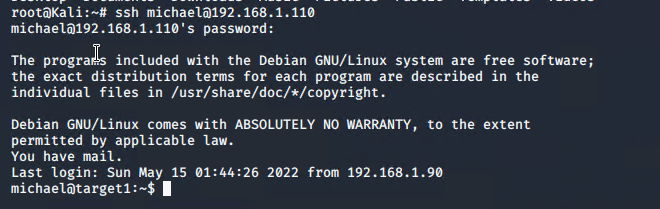 root@Kali:~# ssh michael@192.168.1.110
michael@192.168.1.110's password:
The programs included with the Debian GNU/Linux system are free software;
the exact distribution terms for each program are described in the
individual files in /usr/share/doc/*/copyright.
Debian GNU/Linux comes with ABSOLUTELY NO WARRANTY, to the extent
permitted by applicable law.
You have mail.
Last login: Sun May 15 01:44:26 2022 from 192.168.1.90
michael@target1:~$